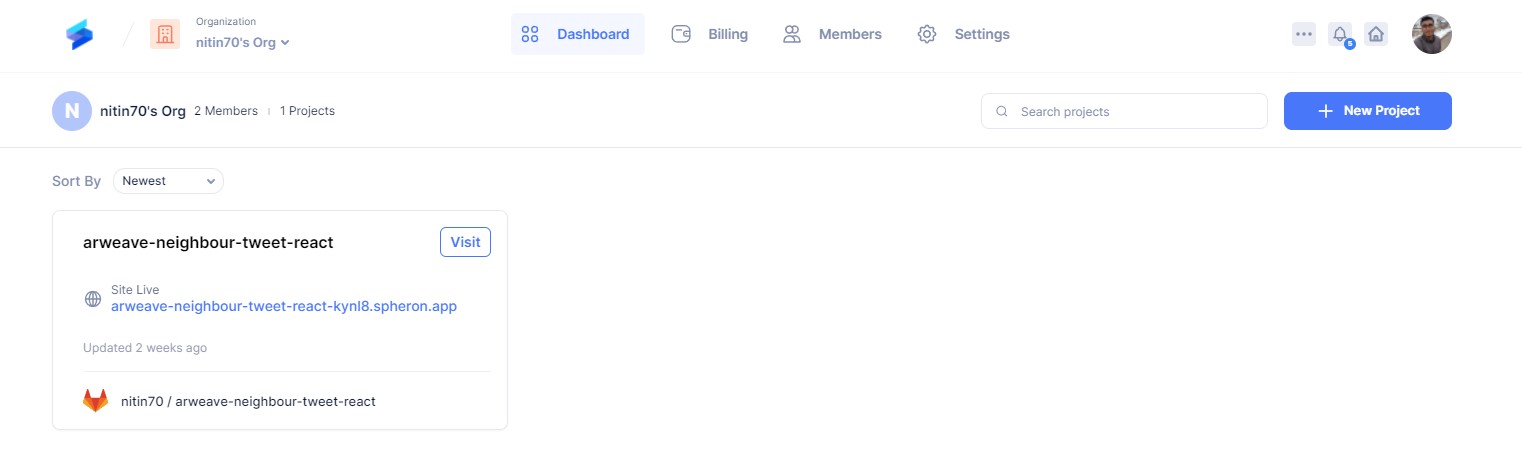 Organization
nitin70's Org
Dashboard
Billing
Members
Settings
5
N
nitin70's Org 2 Members 1 Projects
Search projects
New Project
Sort By Newest
arweave-neighbour-tweet-react
Visit
Site Live
arweave-neighbour-tweet-react-kynl8.spheron.app
Updated 2 weeks ago
nitin70 / arweave-neighbour-tweet-react